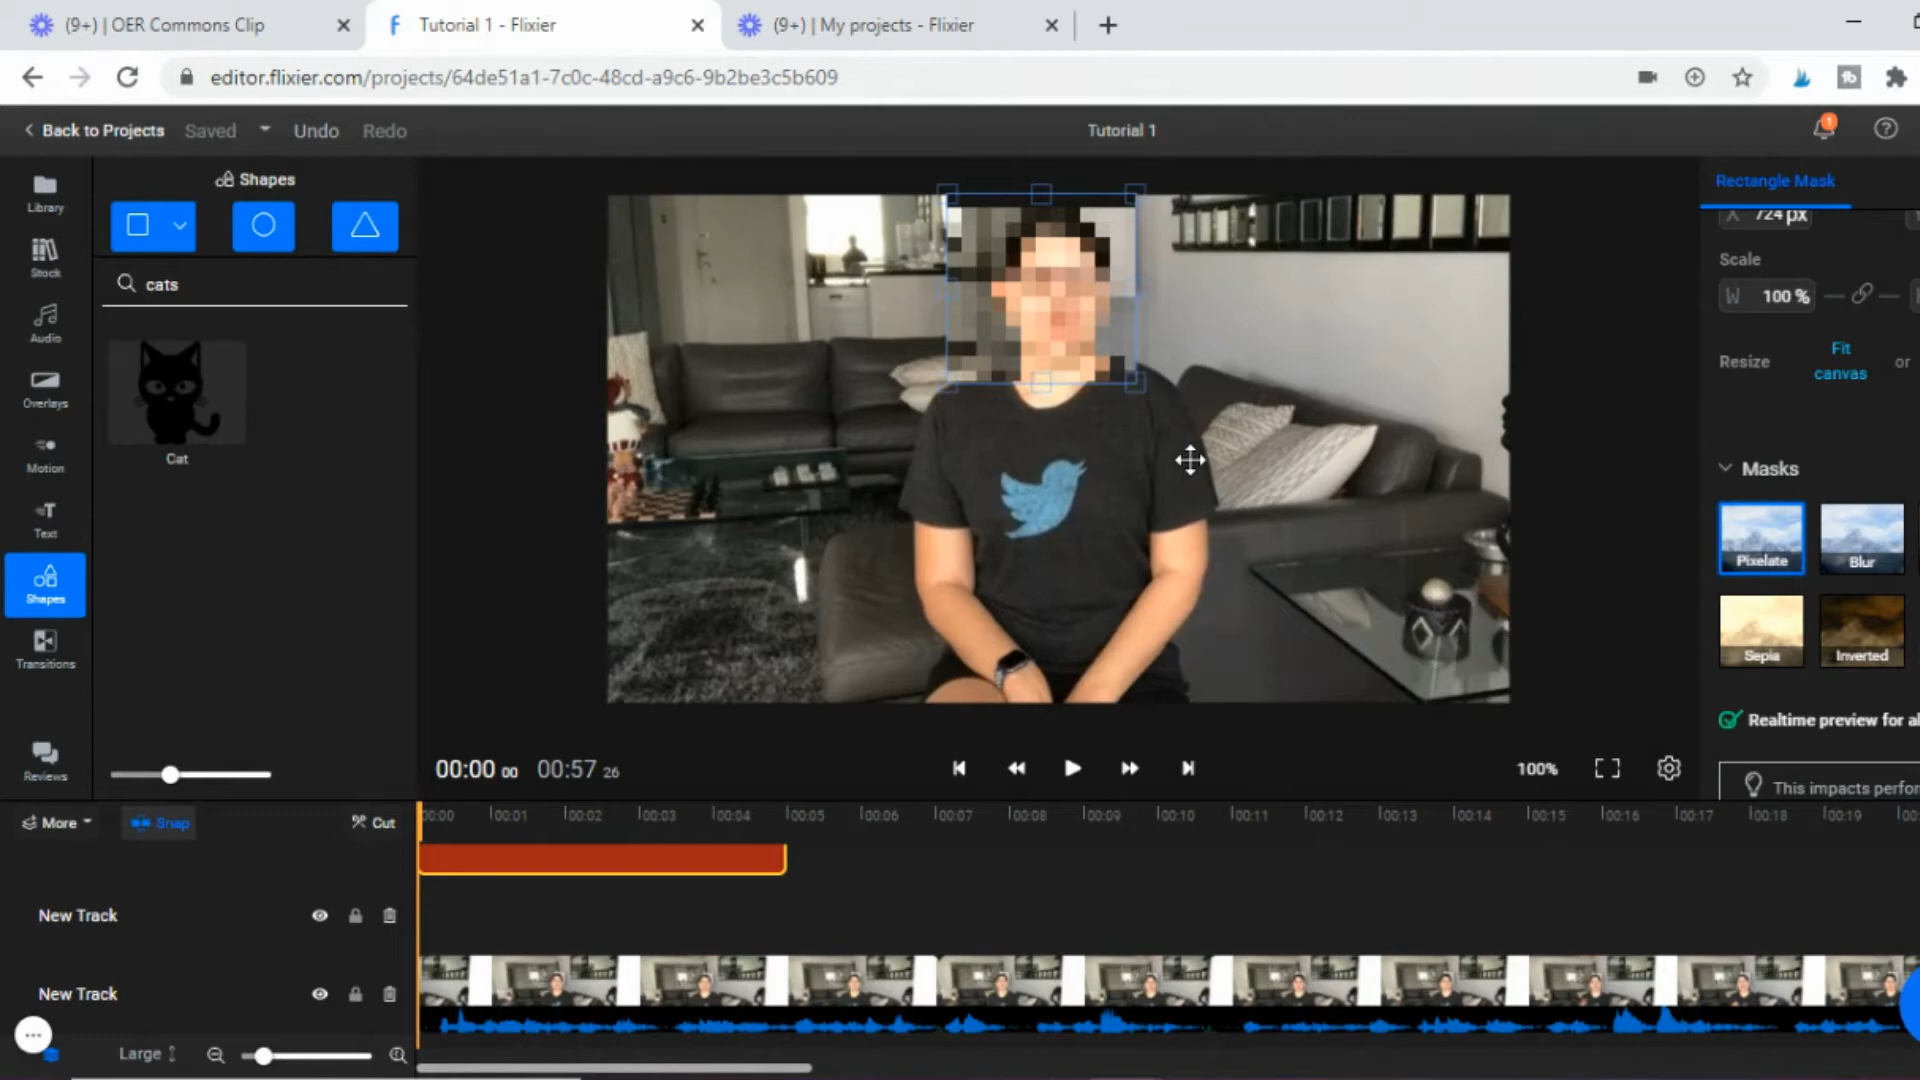 (9+) | OER Commons Clip
Tutorial 1 - Flixier
(9+) | My projects - Flixier
editor.flixier.com/projects/64de51a1-7c0c-48cd-a9c6-9b2be3c5b609
Back to Projects
Saved
Undo
Redo
Tutorial 1
1
Library
Stock
Audio
Overlays
Motion
Text
Shapes
Transitions
Reviews
Shapes
cats
Cat
Rectangle Mask
X 724 px
Scale
W 100 %
Resize
Fit canvas
or
Masks
Pixelate
Blur
Sepia
Inverted
Realtime preview for al
This impacts perfor
00:00 00
00:57 26
100%
More
Snap
Cut
00:00
00:01
00:02
00:03
00:04
00:05
00:06
00:07
00:08
00:09
00:10
00:11
00:12
00:13
00:14
00:15
00:16
00:17
00:18
00:19
New Track
New Track
Large